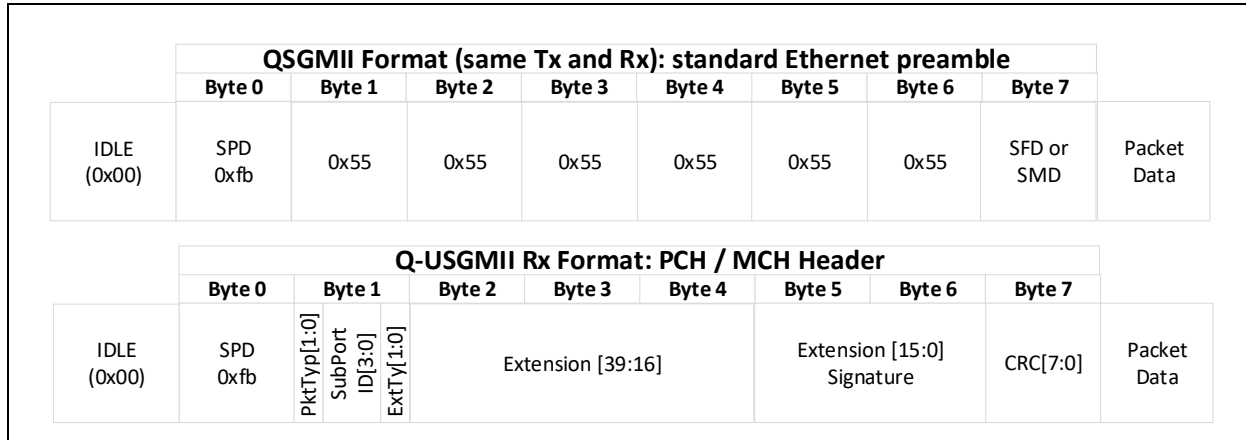 QSGMII Format (same Tx and Rx): standard Ethernet preamble
Byte 0 Byte 1 Byte 2 Byte 3 Byte 4 Byte 5 Byte 6 Byte 7
IDLE (0x00) SPD 0xfb 0x55 0x55 0x55 0x55 0x55 0x55 SFD or SMD Packet Data
Q-USGMII Rx Format: PCH / MCH Header
Byte 0 Byte 1 Byte 2 Byte 3 Byte 4 Byte 5 Byte 6 Byte 7
IDLE (0x00) SPD 0xfb PktTyp[1:0] SubPort ID[3:0] ExtTy[1:0] Extension [39:16] Extension [15:0] Signature CRC[7:0] Packet Data